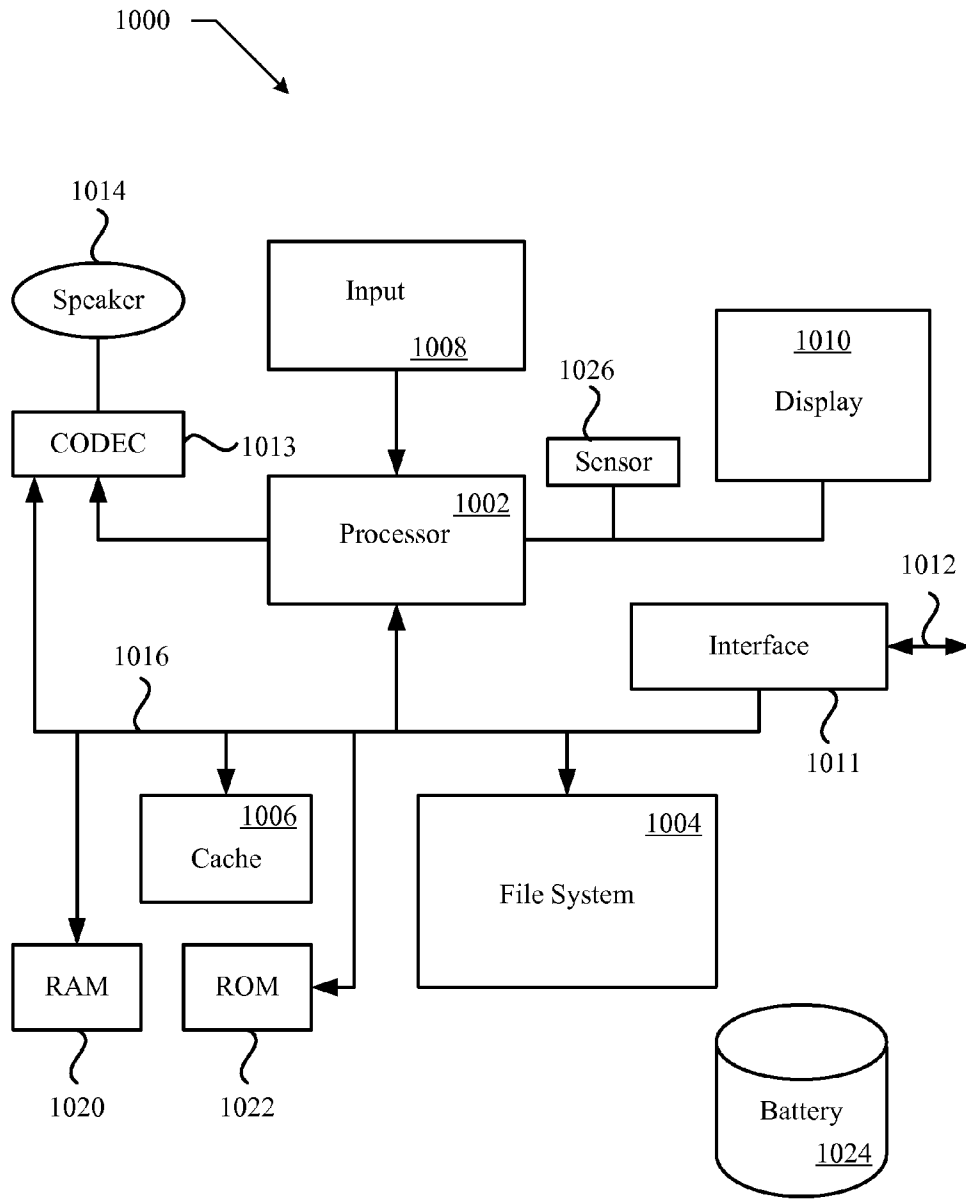 1000
1014
Speaker
Input
1008
1010
Display
1026
Sensor
CODEC
1013
1002
Processor
1012
Interface
1016
1011
1006
Cache
1004
File System
RAM
ROM
1020
1022
Battery
1024